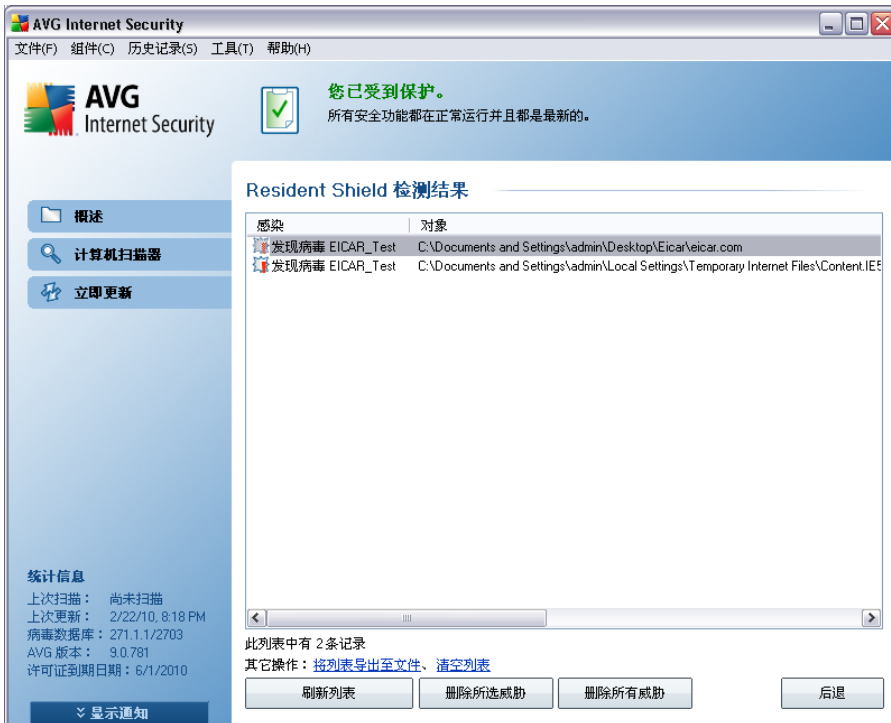 AVG Internet Security
文件(F) 组件(C) 历史记录(S) 工具(T) 帮助(H)
AVG
Internet Security
您已受到保护。
所有安全功能都在正常运行并且都是最新的。
概述
计算机扫描器
立即更新
Resident Shield 检测结果
感染 对象
发现病毒 EICAR_Test C:\Documents and Settings\admin\Desktop\Eicar\eicar.com
发现病毒 EICAR_Test C:\Documents and Settings\admin\Local Settings\Temporary Internet Files\Content.IE5
统计信息
上次扫描： 尚未扫描
上次更新： 2/22/10, 8:18 PM
病毒数据库：271.1.1/2703
AVG 版本： 9.0.781
许可证到期日期：6/1/2010
显示通知
此列表中有 2条记录
其它操作：将列表导出至文件、清空列表
刷新列表 删除所选威胁 删除所有威胁 后退